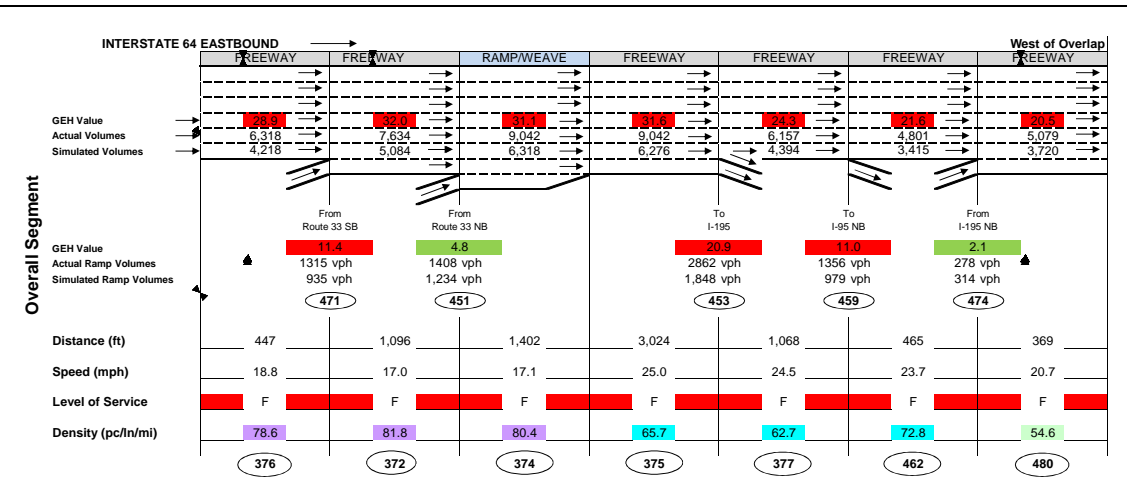 INTERSTATE 64 EASTBOUND West of Overlap
FREEWAY FREEWAY RAMP/WEAVE FREEWAY FREEWAY FREEWAY FREEWAY
GEH Value 28.9 32.0 31.1 31.6 24.3 21.6 20.5
Actual Volumes 6,318 7,634 9,042 9,042 6,157 4,801 5,079
Simulated Volumes 4,218 5,084 6,318 6,276 4,394 3,415 3,720
Overall Segment
From From To To From
Route 33 SB Route 33 NB I-195 I-95 NB I-195 NB
GEH Value 11.4 4.8 20.9 11.0 2.1
Actual Ramp Volumes 1315 vph 1408 vph 2862 vph 1356 vph 278 vph
Simulated Ramp Volumes 935 vph 1,234 vph 1,848 vph 979 vph 314 vph
471 451 453 459 474
Distance (ft) 447 1,096 1,402 3,024 1,068 465 369
Speed (mph) 18.8 17.0 17.1 25.0 24.5 23.7 20.7
Level of Service F F F F F F F
Density (pc/ln/mi) 78.6 81.8 80.4 65.7 62.7 72.8 54.6
376 372 374 375 377 462 480